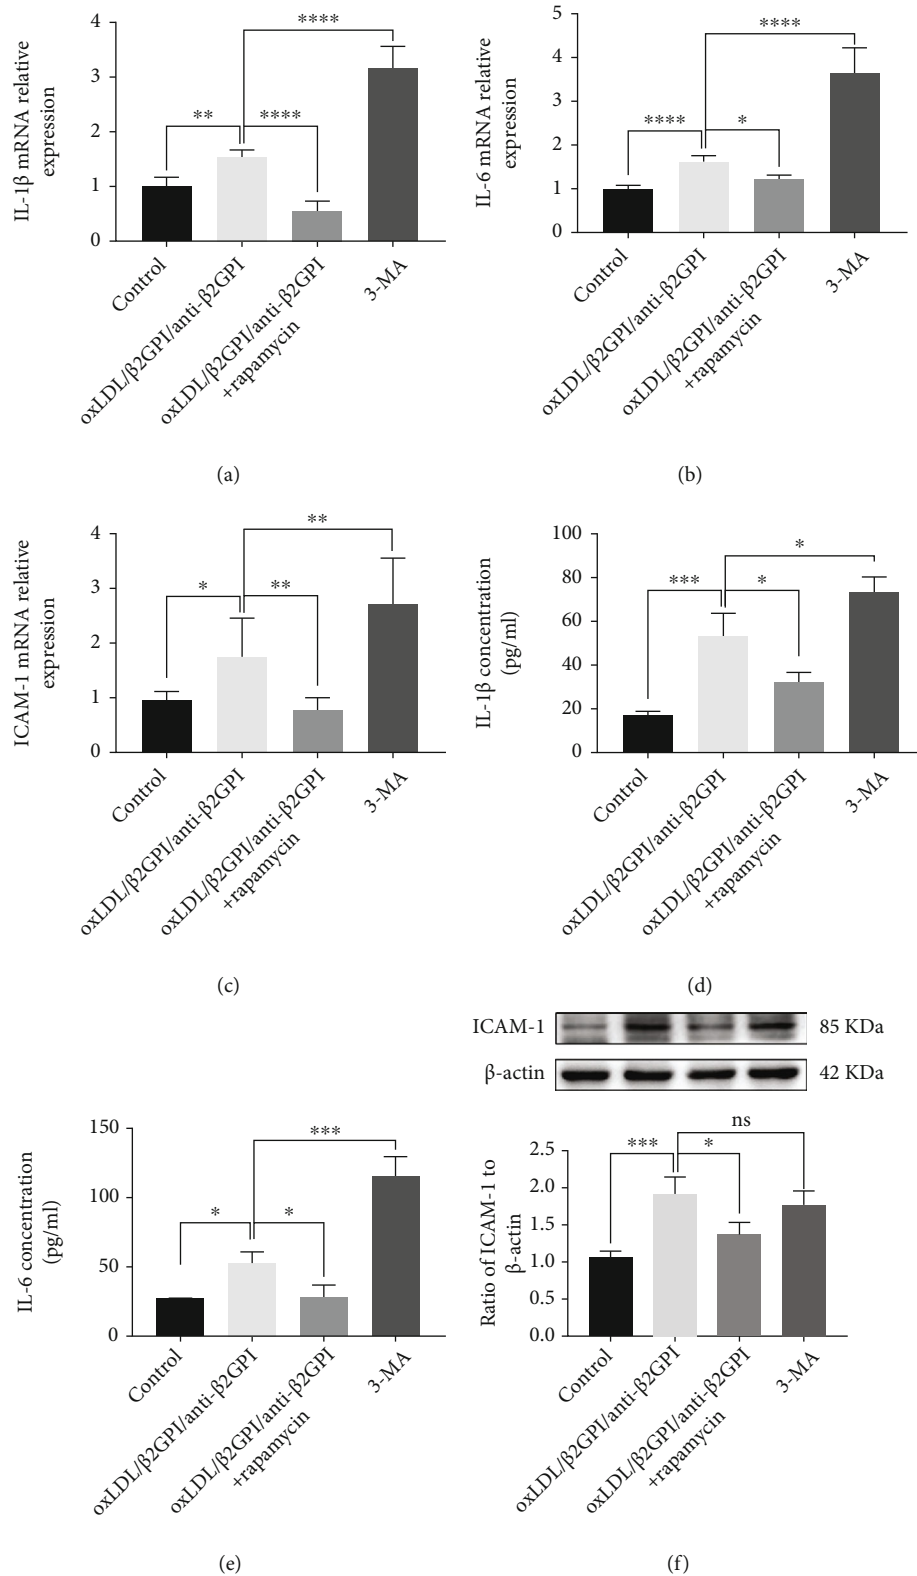 IL-1β mRNA relative
expression
4
3
2
1
0
**
****
****
Control
oxLDL/β2GPI/anti-β2GPI
oxLDL/β2GPI/anti-β2GPI
+rapamycin
3-MA
(a)
IL-6 mRNA relative
expression
5
4
3
2
1
0
****
*
****
Control
oxLDL/β2GPI/anti-β2GPI
oxLDL/β2GPI/anti-β2GPI
+rapamycin
3-MA
(b)
ICAM-1 mRNA relative
expression
4
3
2
1
0
*
**
**
Control
oxLDL/β2GPI/anti-β2GPI
oxLDL/β2GPI/anti-β2GPI
+rapamycin
3-MA
(c)
IL-1β concentration
(pg/ml)
100
80
60
40
20
0
***
*
*
Control
oxLDL/β2GPI/anti-β2GPI
oxLDL/β2GPI/anti-β2GPI
+rapamycin
3-MA
(d)
IL-6 concentration
(pg/ml)
150
100
50
0
*
*
***
Control
oxLDL/β2GPI/anti-β2GPI
oxLDL/β2GPI/anti-β2GPI
+rapamycin
3-MA
(e)
ICAM-1 85 KDa
β-actin 42 KDa
Ratio of ICAM-1 to
β-actin
2.5
2.0
1.5
1.0
0.5
0.0
***
*
ns
Control
oxLDL/β2GPI/anti-β2GPI
oxLDL/β2GPI/anti-β2GPI
+rapamycin
3-MA
(f)